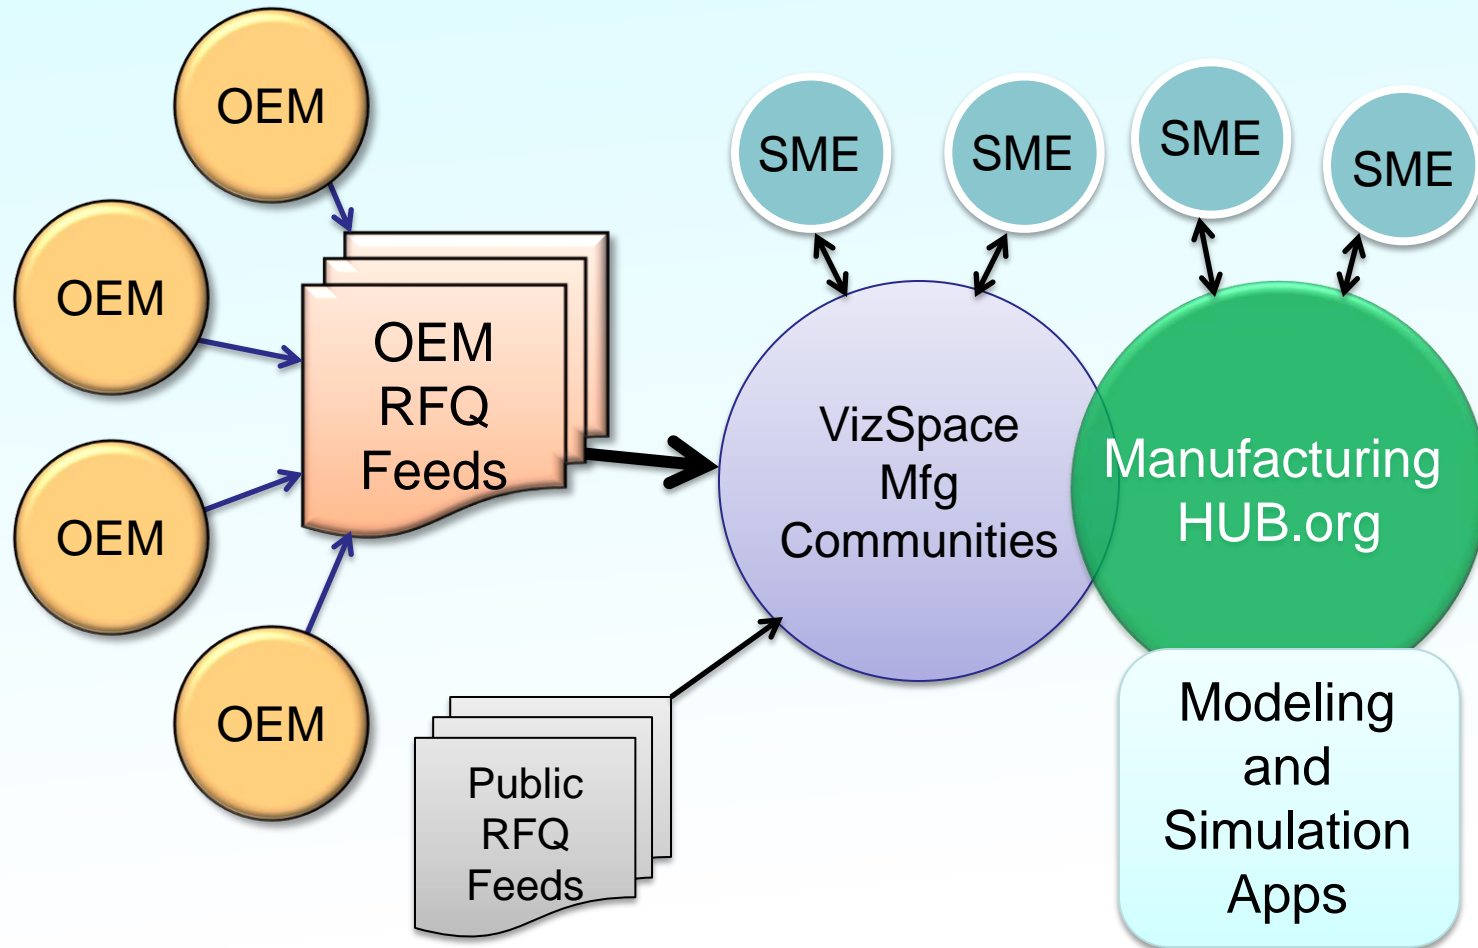 OEM
OEM
OEM
OEM
OEM
RFQ
Feeds
Public
RFQ
Feeds
SME
SME
SME
SME
VizSpace
Mfg
Communities
Manufacturing
HUB.org
Modeling
and
Simulation
Apps